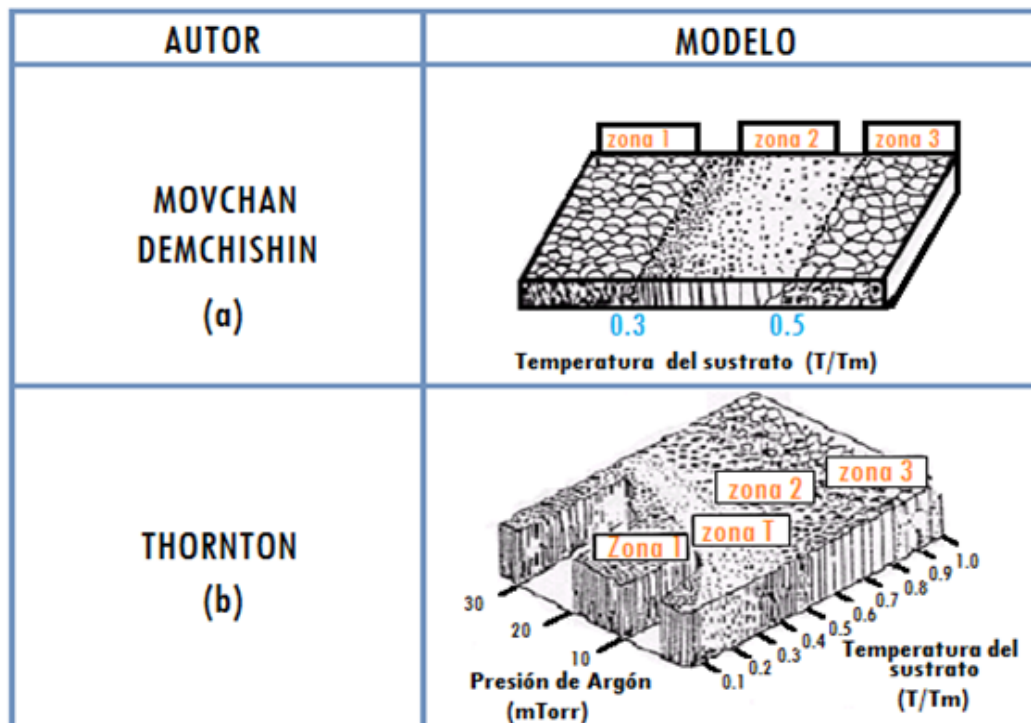 AUTOR
MODELO
MOVCHAN
DEMCHISHIN
(a)
zona 1
zona 2
zona 3
0.3
0.5
Temperatura del sustrato (T/Tm)
THORNTON
(b)
zona 3
zona 2
zona T
Zona 1
30
20
10
0.1
0.2
0.3
0.4
0.5
0.6
0.7
0.8
0.9
1.0
Presión de Argón
(mTorr)
Temperatura del
sustrato
(T/Tm)